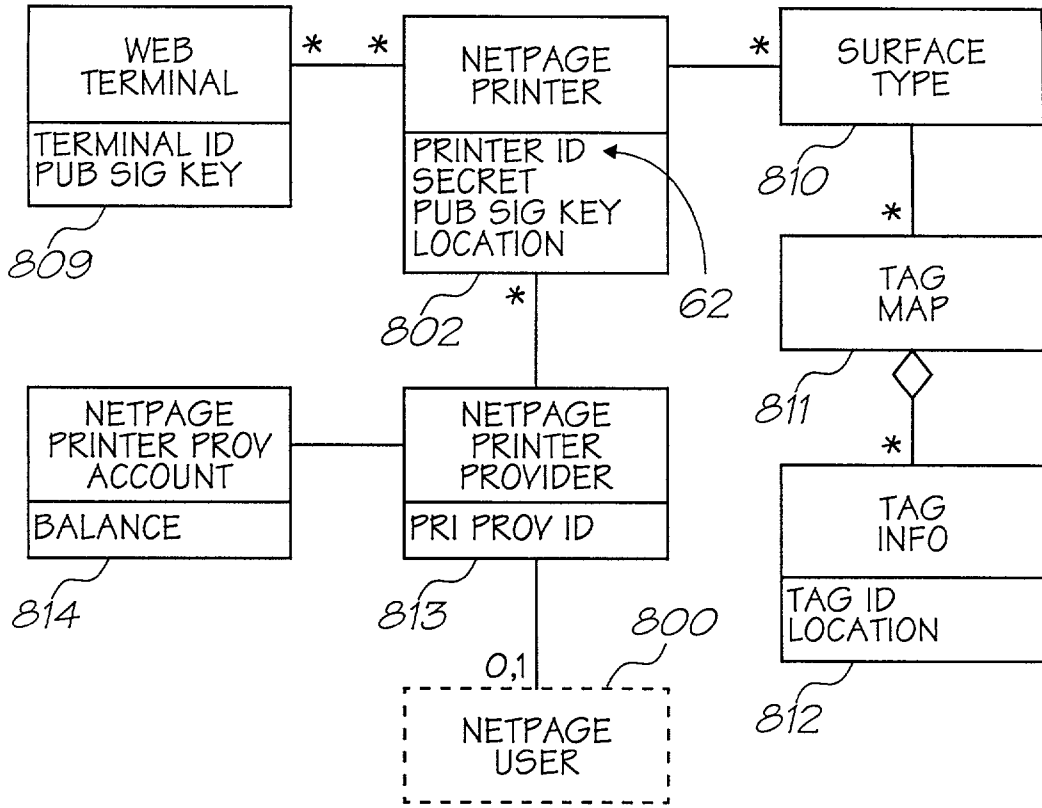 WEB
TERMINAL
TERMINAL ID
PUB SIG KEY
809
*
*
NETPAGE
PRINTER
PRINTER ID
SECRET
PUB SIG KEY
LOCATION
62
802
*
*
SURFACE
TYPE
810
*
TAG
MAP
811
*
TAG
INFO
TAG ID
LOCATION
812
NETPAGE
PRINTER PROV
ACCOUNT
BALANCE
814
NETPAGE
PRINTER
PROVIDER
PRI PROV ID
813
0,1
800
NETPAGE
USER